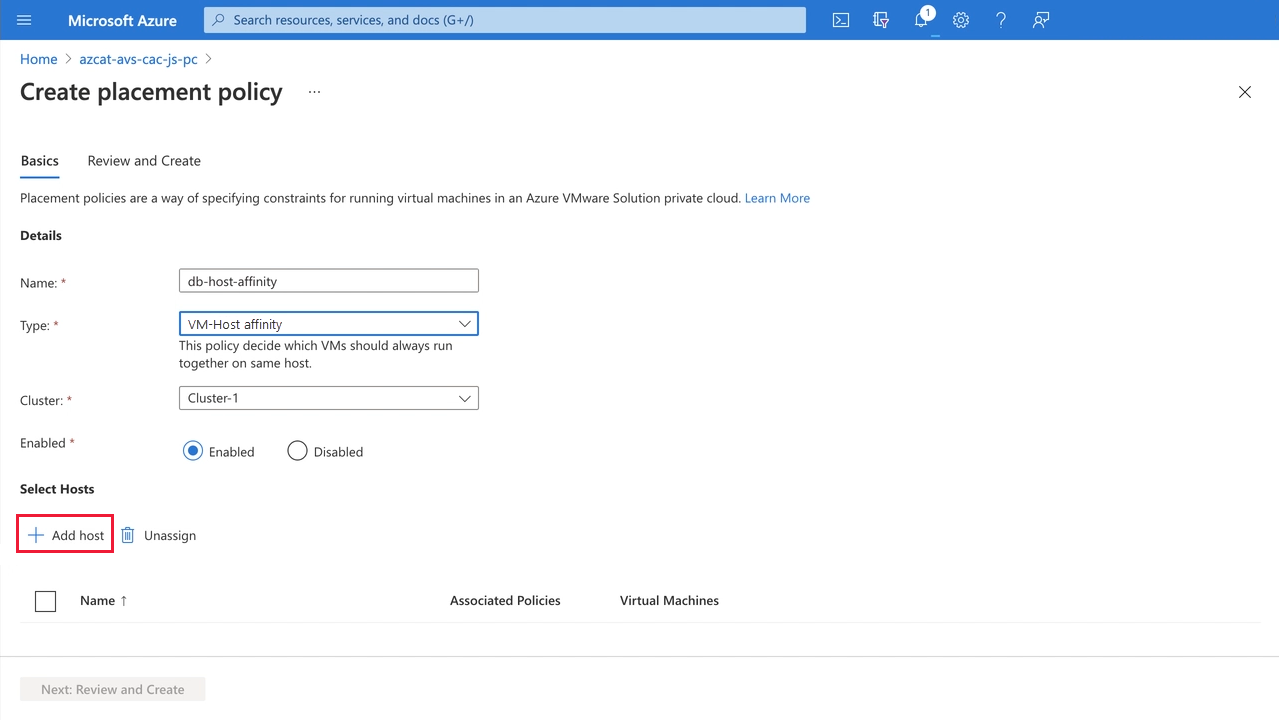 Microsoft Azure
Search resources, services, and docs (G+/)
1
Home > azcat-avs-cac-js-pc >
Create placement policy ...
Basics Review and Create
Placement policies are a way of specifying constraints for running virtual machines in an Azure VMware Solution private cloud. Learn More
Details
Name: * db-host-affinity
Type: * VM-Host affinity
This policy decide which VMs should always run
together on same host.
Cluster: * Cluster-1
Enabled * Enabled Disabled
Select Hosts
+ Add host Unassign
Name ↑ Associated Policies Virtual Machines
Next: Review and Create